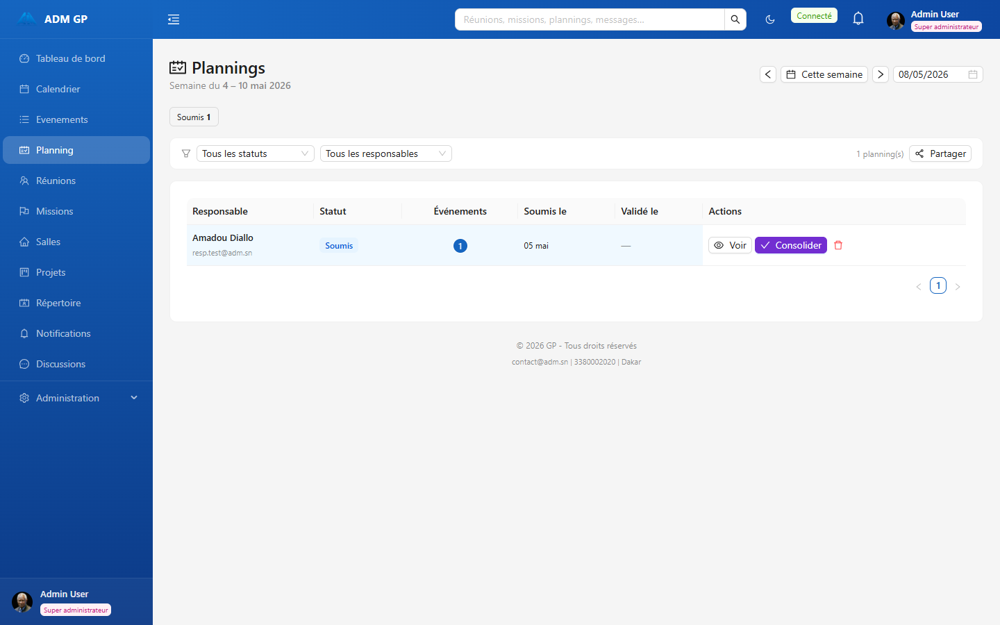 ADM GP
Réunions, missions, plannings, messages...
Connecté
Admin User
Super administrateur
Tableau de bord
Calendrier
Evenements
Planning
Réunions
Missions
Salles
Projets
Répertoire
Notifications
Discussions
Administration
Admin User
Super administrateur
Plannings
Semaine du 4 – 10 mai 2026
Cette semaine
08/05/2026
Soumis 1
Tous les statuts
Tous les responsables
1 planning(s)
Partager
Responsable Statut Événements Soumis le Validé le Actions
Amadou Diallo
resp.test@adm.sn
Soumis
1
05 mai
—
Voir
Consolider
1
© 2026 GP - Tous droits réservés
contact@adm.sn | 3380002020 | Dakar